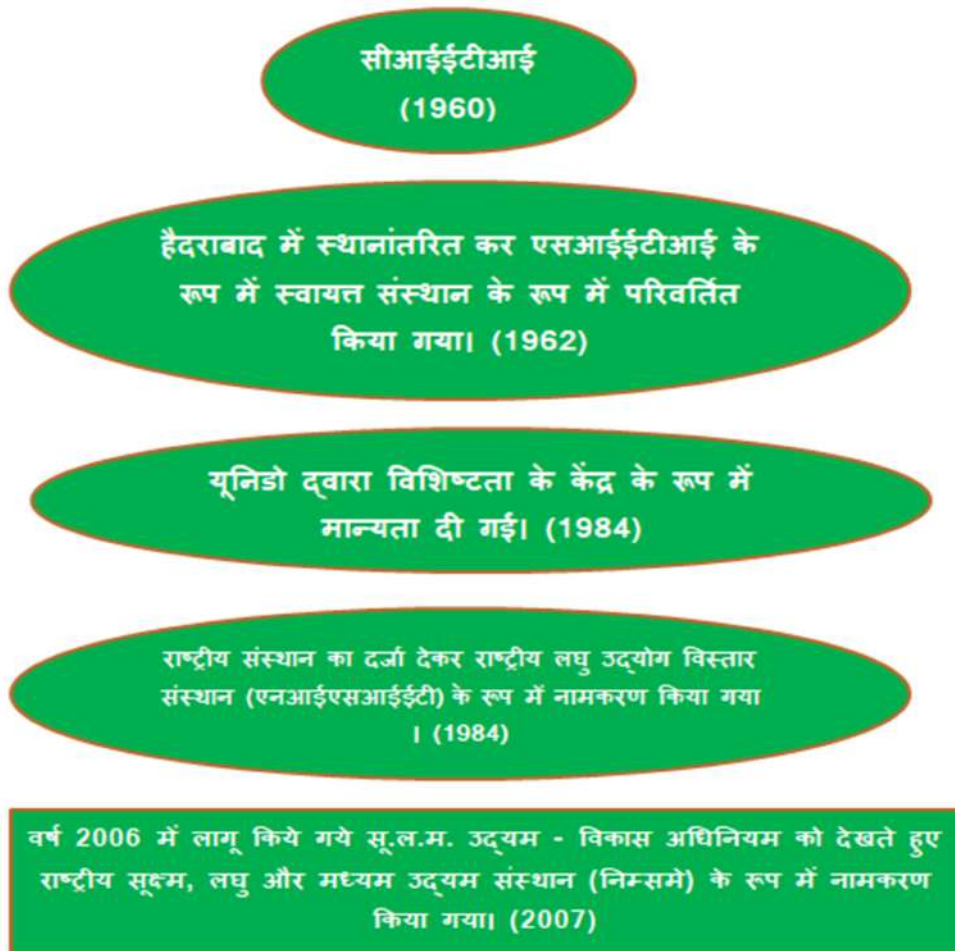 सीआईईटीआई
(1960)
हैदराबाद में स्थानांतरित कर एसआईईटीआई के
रूप में स्वायत्त संस्थान के रूप में परिवर्तित
किया गया। (1962)
यूनिडो द्वारा विशिष्टता के केंद्र के रूप में
मान्यता दी गई। (1984)
राष्ट्रीय संस्थान का दर्जा देकर राष्ट्रीय लघु उद्योग विस्तार
संस्थान (एनआईएसआईईटी) के रूप में नामकरण किया गया
। (1984)
वर्ष 2006 में लागू किये गये सू.ल.म. उद्यम - विकास अधिनियम को देखते हुए
राष्ट्रीय सूक्ष्म, लघु और मध्यम उद्यम संस्थान (निम्समे) के रूप में नामकरण
किया गया। (2007)